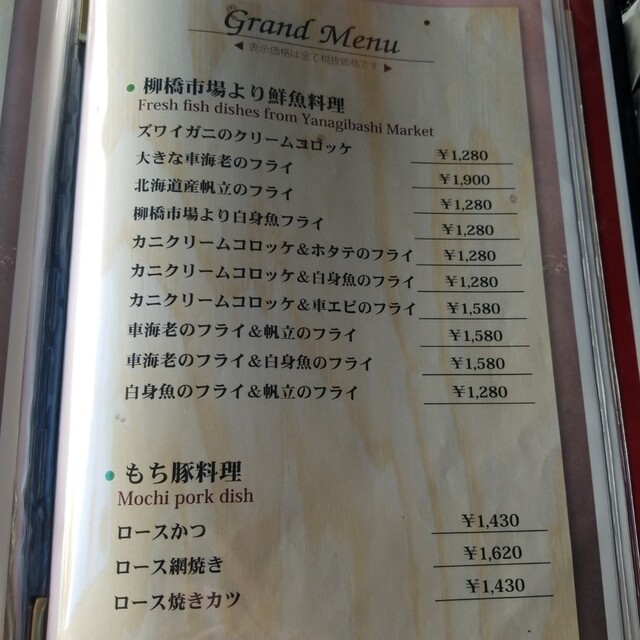 Grand Menu
◀ 表示価格は全て税抜価格です ▶
● 柳橋市場より鮮魚料理
Fresh fish dishes from Yanagibashi Market
ズワイガニのクリームコロッケ ￥1,280
大きな車海老のフライ ￥1,900
北海道産帆立のフライ ￥1,280
柳橋市場より白身魚フライ ￥1,280
カニクリームコロッケ＆ホタテのフライ ￥1,280
カニクリームコロッケ＆白身魚のフライ ￥1,280
カニクリームコロッケ＆車エビのフライ ￥1,580
車海老のフライ＆帆立のフライ ￥1,580
車海老のフライ＆白身魚のフライ ￥1,580
白身魚のフライ＆帆立のフライ ￥1,280
● もち豚料理
Mochi pork dish
ロースかつ ￥1,430
ロース網焼き ￥1,620
ロース焼きカツ ￥1,430